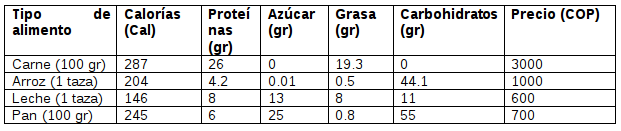 Tipo de alimento | Calorías (Cal) | Proteínas (gr) | Azúcar (gr) | Grasa (gr) | Carbohidratos (gr) | Precio (COP)
Carne (100 gr) | 287 | 26 | 0 | 19.3 | 0 | 3000
Arroz (1 taza) | 204 | 4.2 | 0.01 | 0.5 | 44.1 | 1000
Leche (1 taza) | 146 | 8 | 13 | 8 | 11 | 600
Pan (100 gr) | 245 | 6 | 25 | 0.8 | 55 | 700